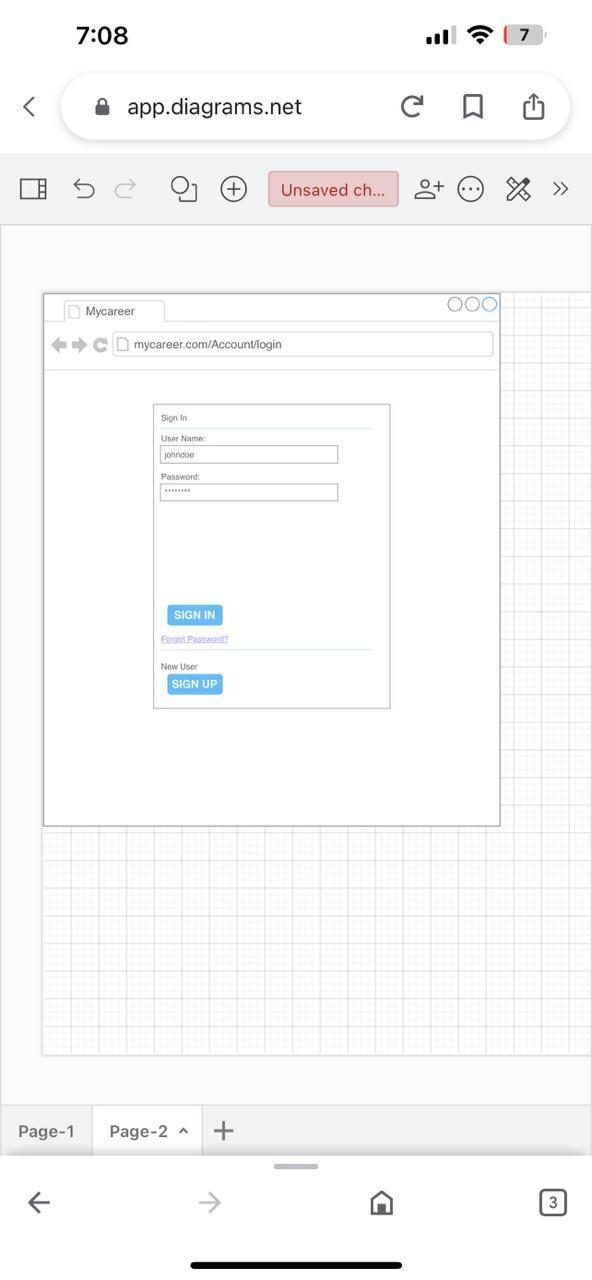 7:08
7
app.diagrams.net
Unsaved ch...
Mycareer
mycareer.com/Account/login
Sign In
User Name:
johndoe
Password:
********
SIGN IN
Forgot Password?
New User
SIGN UP
Page-1
Page-2
3